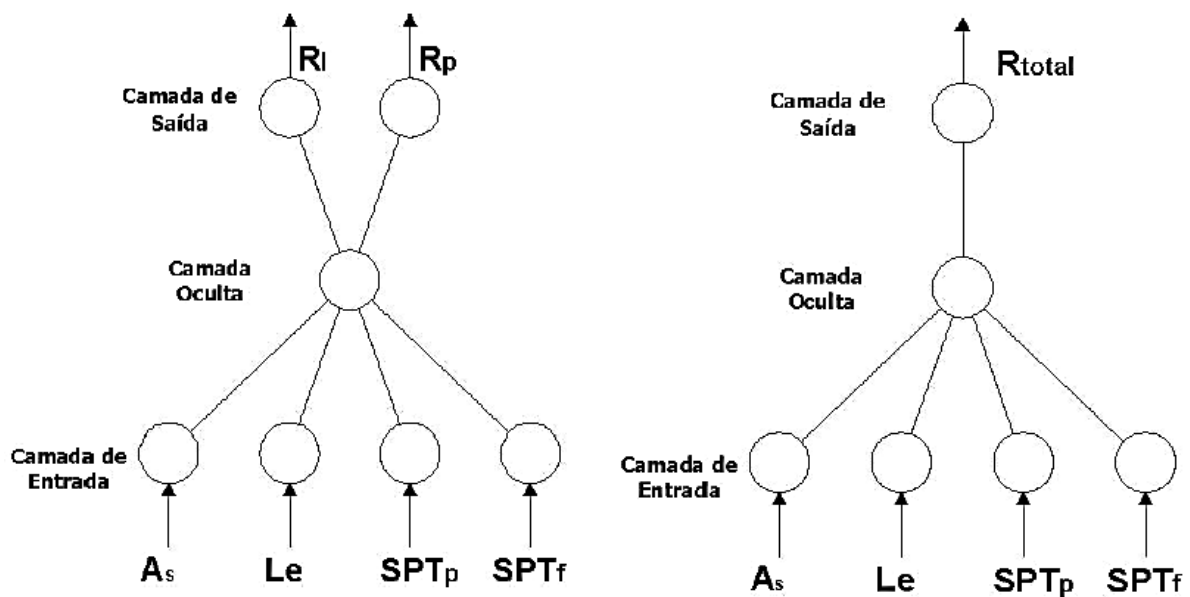 Rl
Rp
Camada de
Saída
Camada
Oculta
Camada de
Entrada
As
Le
SPTp
SPTf
Rtotal
Camada de
Saída
Camada
Oculta
Camada de
Entrada
As
Le
SPTp
SPTf